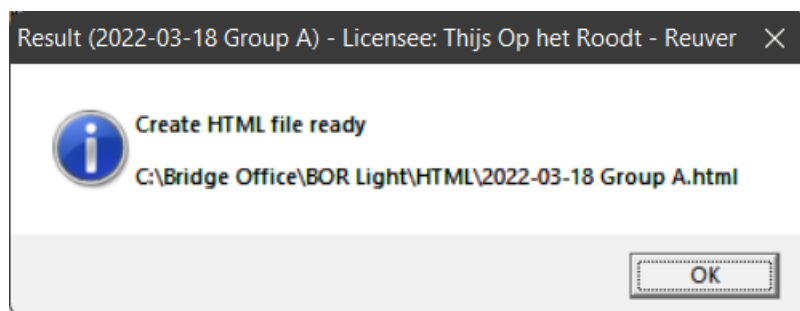 Result (2022-03-18 Group A) - Licensee: Thijs Op het Roodt - Reuver
Create HTML file ready
C:\Bridge Office\BOR Light\HTML\2022-03-18 Group A.html
OK